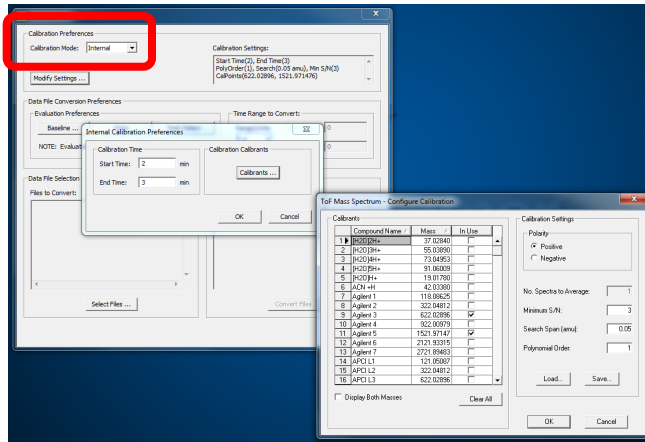 Calibration Preferences
Calibration Mode: Internal
Modify Settings ...
Calibration Settings:
Start Time(2), End Time(3)
PolyOrder(1), Search(0.05 amu), Min S/N(3)
CalPoints(622.02896, 1521.971476)
Data File Conversion Preferences
Evaluation Preferences
Baseline ...
NOTE: Evaluati
Time Range to Convert:
0
0
Data File Selection
Files to Convert:
Select Files ...
Convert Files
Internal Calibration Preferences
Calibration Time
Start Time: 2 min
End Time: 3 min
Calibration Calibrants
Calibrants ...
OK Cancel
ToF Mass Spectrum - Configure Calibration
Calibrants
Compound Name / Mass / In Use
1 [H2O]2H+ 37.02840
2 [H2O]3H+ 55.03890
3 [H2O]4H+ 73.04953
4 [H2O]5H+ 91.06009
5 [H2O]H+ 19.01780
6 ACN +H 42.03380
7 Agilent 1 118.08625
8 Agilent 2 322.04812
9 Agilent 3 622.02896
10 Agilent 4 922.00979
11 Agilent 5 1521.97147
12 Agilent 6 2121.93315
13 Agilent 7 2721.89483
14 APCI L1 121.05087
15 APCI L2 322.04812
16 APCI L3 622.02896
Display Both Masses
Clear All
Calibration Settings
Polarity
Positive
Negative
No. Spectra to Average: 1
Minimum S/N: 3
Search Span (amu): 0.05
Polynomial Order: 1
Load... Save...
OK Cancel